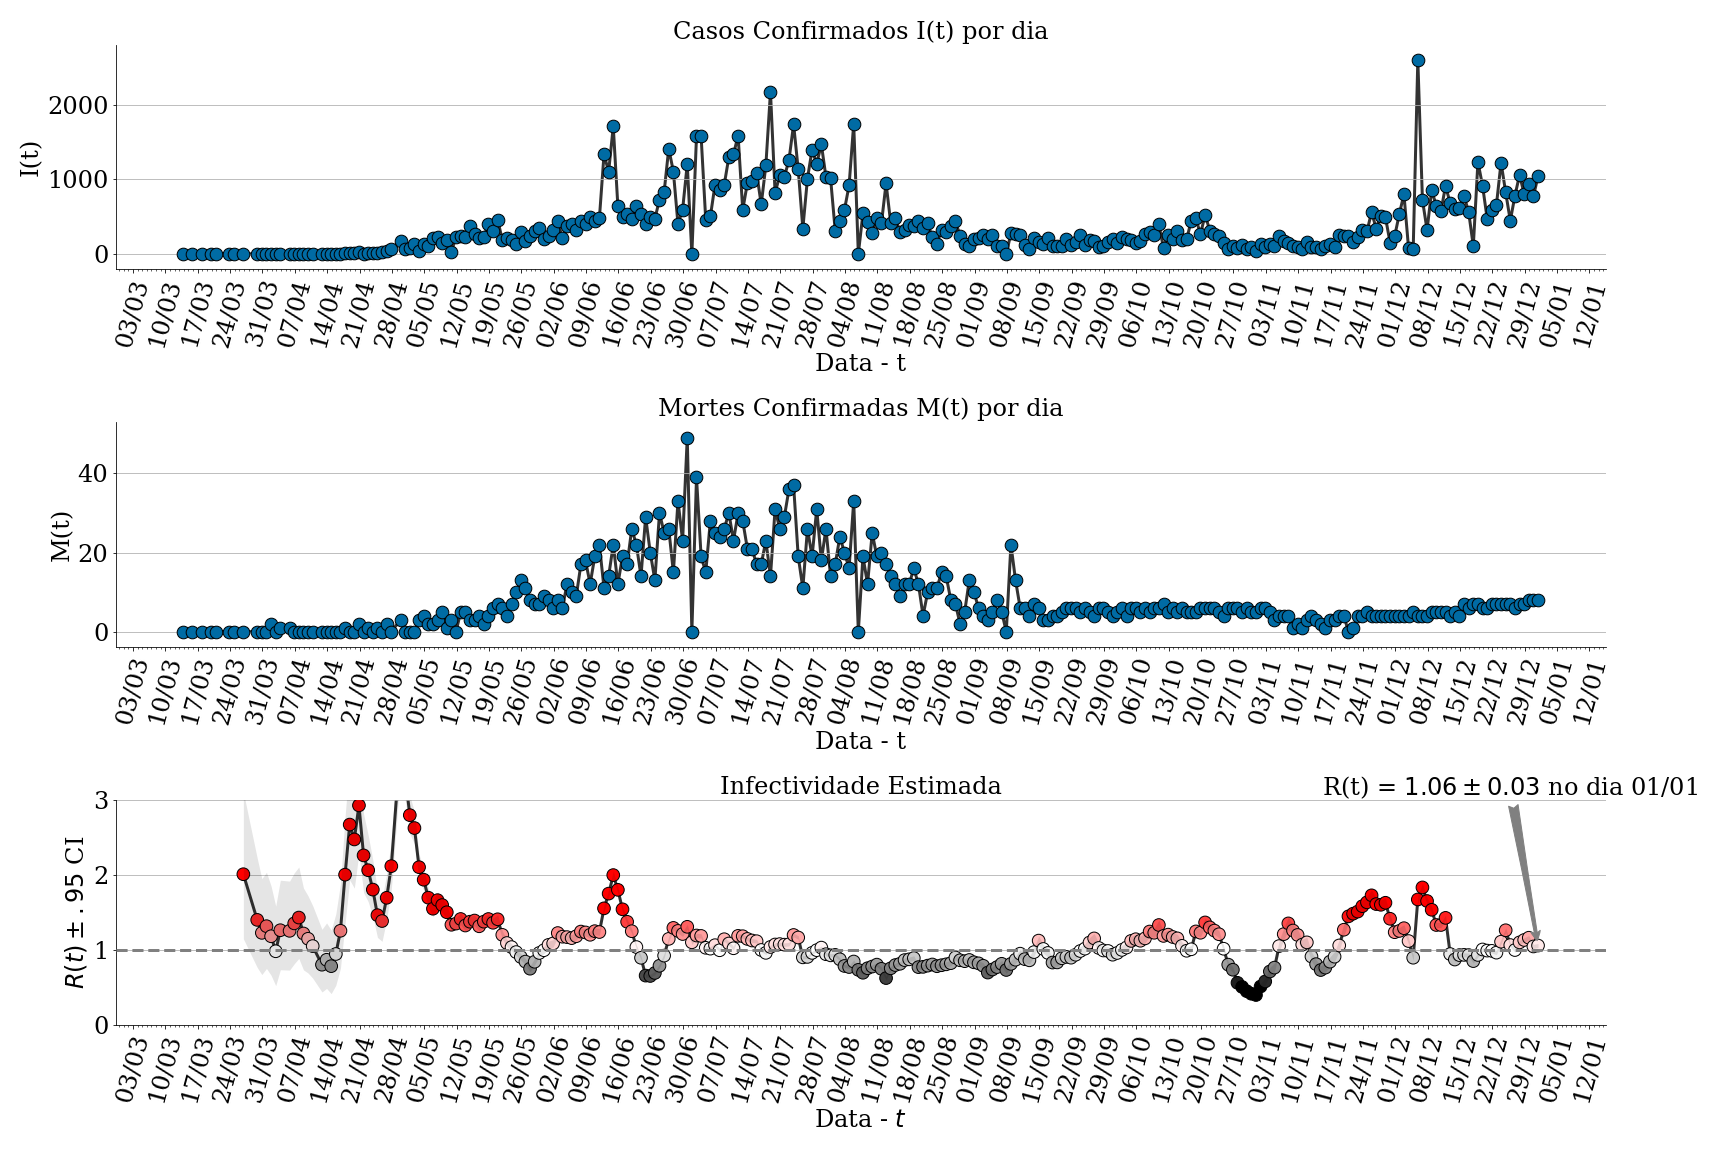 Casos Confirmados I(t) por dia
2000
1000
0
I(t)
03/03 10/03 17/03 24/03 31/03 07/04 14/04 21/04 28/04 05/05 12/05 19/05 26/05 02/06 09/06 16/06 23/06 30/06 07/07 14/07 21/07 28/07 04/08 11/08 18/08 25/08 01/09 08/09 15/09 22/09 29/09 06/10 13/10 20/10 27/10 03/11 10/11 17/11 24/11 01/12 08/12 15/12 22/12 29/12 05/01 12/01
Data - t
Mortes Confirmadas M(t) por dia
40
20
0
M(t)
03/03 10/03 17/03 24/03 31/03 07/04 14/04 21/04 28/04 05/05 12/05 19/05 26/05 02/06 09/06 16/06 23/06 30/06 07/07 14/07 21/07 28/07 04/08 11/08 18/08 25/08 01/09 08/09 15/09 22/09 29/09 06/10 13/10 20/10 27/10 03/11 10/11 17/11 24/11 01/12 08/12 15/12 22/12 29/12 05/01 12/01
Data - t
Infectividade Estimada
R(t) = 1.06 ± 0.03 no dia 01/01
3
2
1
0
R(t) ± .95 CI
03/03 10/03 17/03 24/03 31/03 07/04 14/04 21/04 28/04 05/05 12/05 19/05 26/05 02/06 09/06 16/06 23/06 30/06 07/07 14/07 21/07 28/07 04/08 11/08 18/08 25/08 01/09 08/09 15/09 22/09 29/09 06/10 13/10 20/10 27/10 03/11 10/11 17/11 24/11 01/12 08/12 15/12 22/12 29/12 05/01 12/01
Data - t